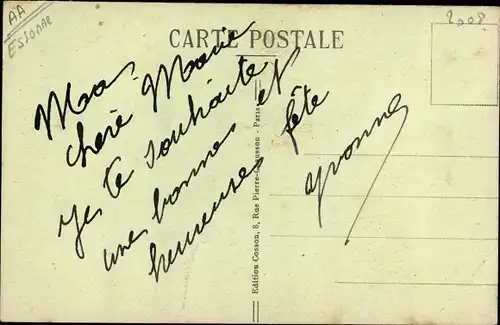 AA
Essonne
2008
CARTE POSTALE
Ma
chère Marie
Je te souhaite
une bonne et
heureuse fête
Yvonne
Edition Cosson, 8, Rue Pierre-Cosson - Paris